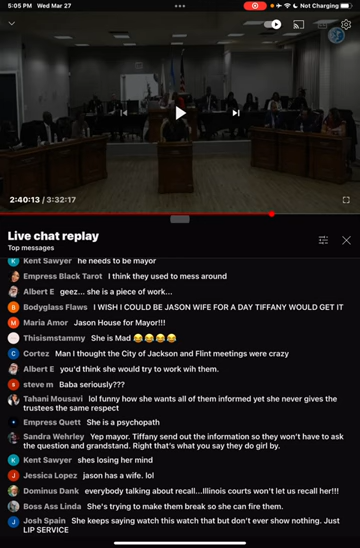 5:05 PM Wed Mar 27
Not Charging
2:40:13 / 3:32:17
Live chat replay
Top messages
Kent Sawyer he needs to be mayor
Empress Black Tarot I think they used to mess around
Albert E geez... she is a piece of work...
Bodyglass Flaws I WISH I COULD BE JASON WIFE FOR A DAY TIFFANY WOULD GET IT
Maria Amor Jason House for Mayor!!!
Thisismstammy She is Mad 😂😂😂😂
Cortez Man I thought the City of Jackson and Flint meetings were crazy
Albert E you'd think she would try to work wih them.
steve m Baba seriously???
Tahani Mousavi lol funny how she wants all of them informed yet she never gives the
trustees the same respect
Empress Quett She is a psychopath
Sandra Wehrley Yep mayor. Tiffany send out the information so they won't have to ask
the question and grandstand. Right that's what you say they do girl by.
Kent Sawyer shes losing her mind
Jessica Lopez jason has a wife. lol
Dominus Dank everybody talking about recall...Illinois courts won't let us recall her!!!
Boss Ass Linda She's trying to make them break so she can fire them.
Josh Spain She keeps saying watch this watch that but don't ever show nothing. Just
LIP SERVICE